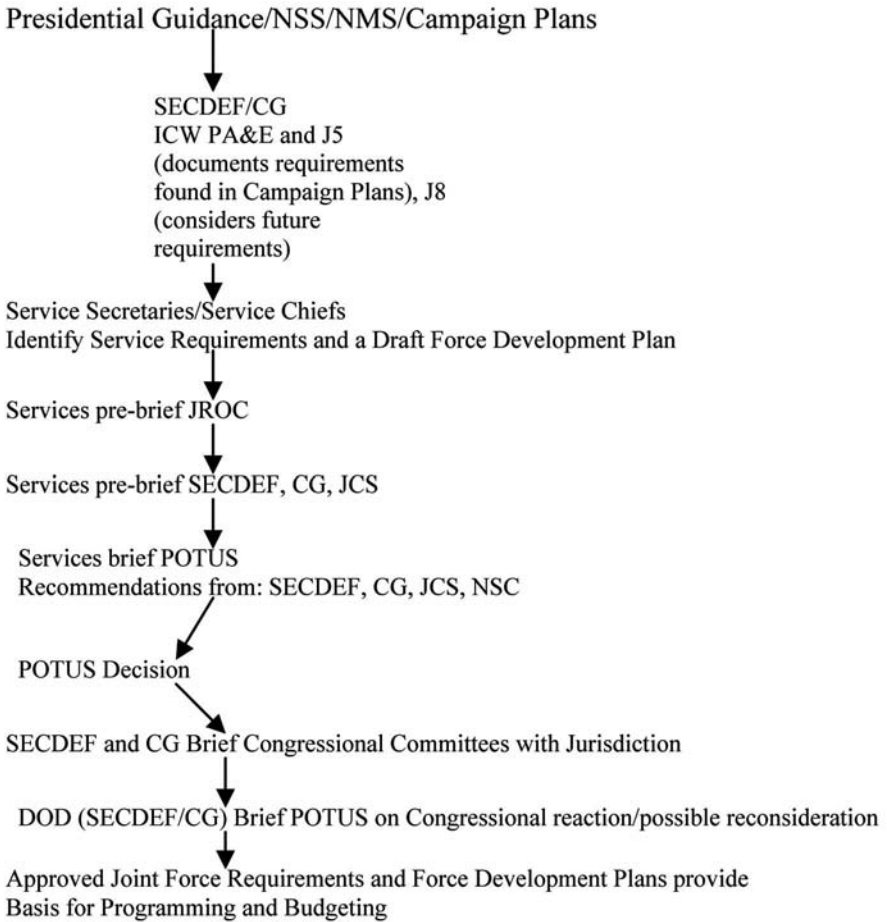 Presidential Guidance/NSS/NMS/Campaign Plans
SECDEF/CG
ICW PA&E and J5
(documents requirements
found in Campaign Plans), J8
(considers future
requirements)
Service Secretaries/Service Chiefs
Identify Service Requirements and a Draft Force Development Plan
Services pre-brief JROC
Services pre-brief SECDEF, CG, JCS
Services brief POTUS
Recommendations from: SECDEF, CG, JCS, NSC
POTUS Decision
SECDEF and CG Brief Congressional Committees with Jurisdiction
DOD (SECDEF/CG) Brief POTUS on Congressional reaction/possible reconsideration
Approved Joint Force Requirements and Force Development Plans provide
Basis for Programming and Budgeting